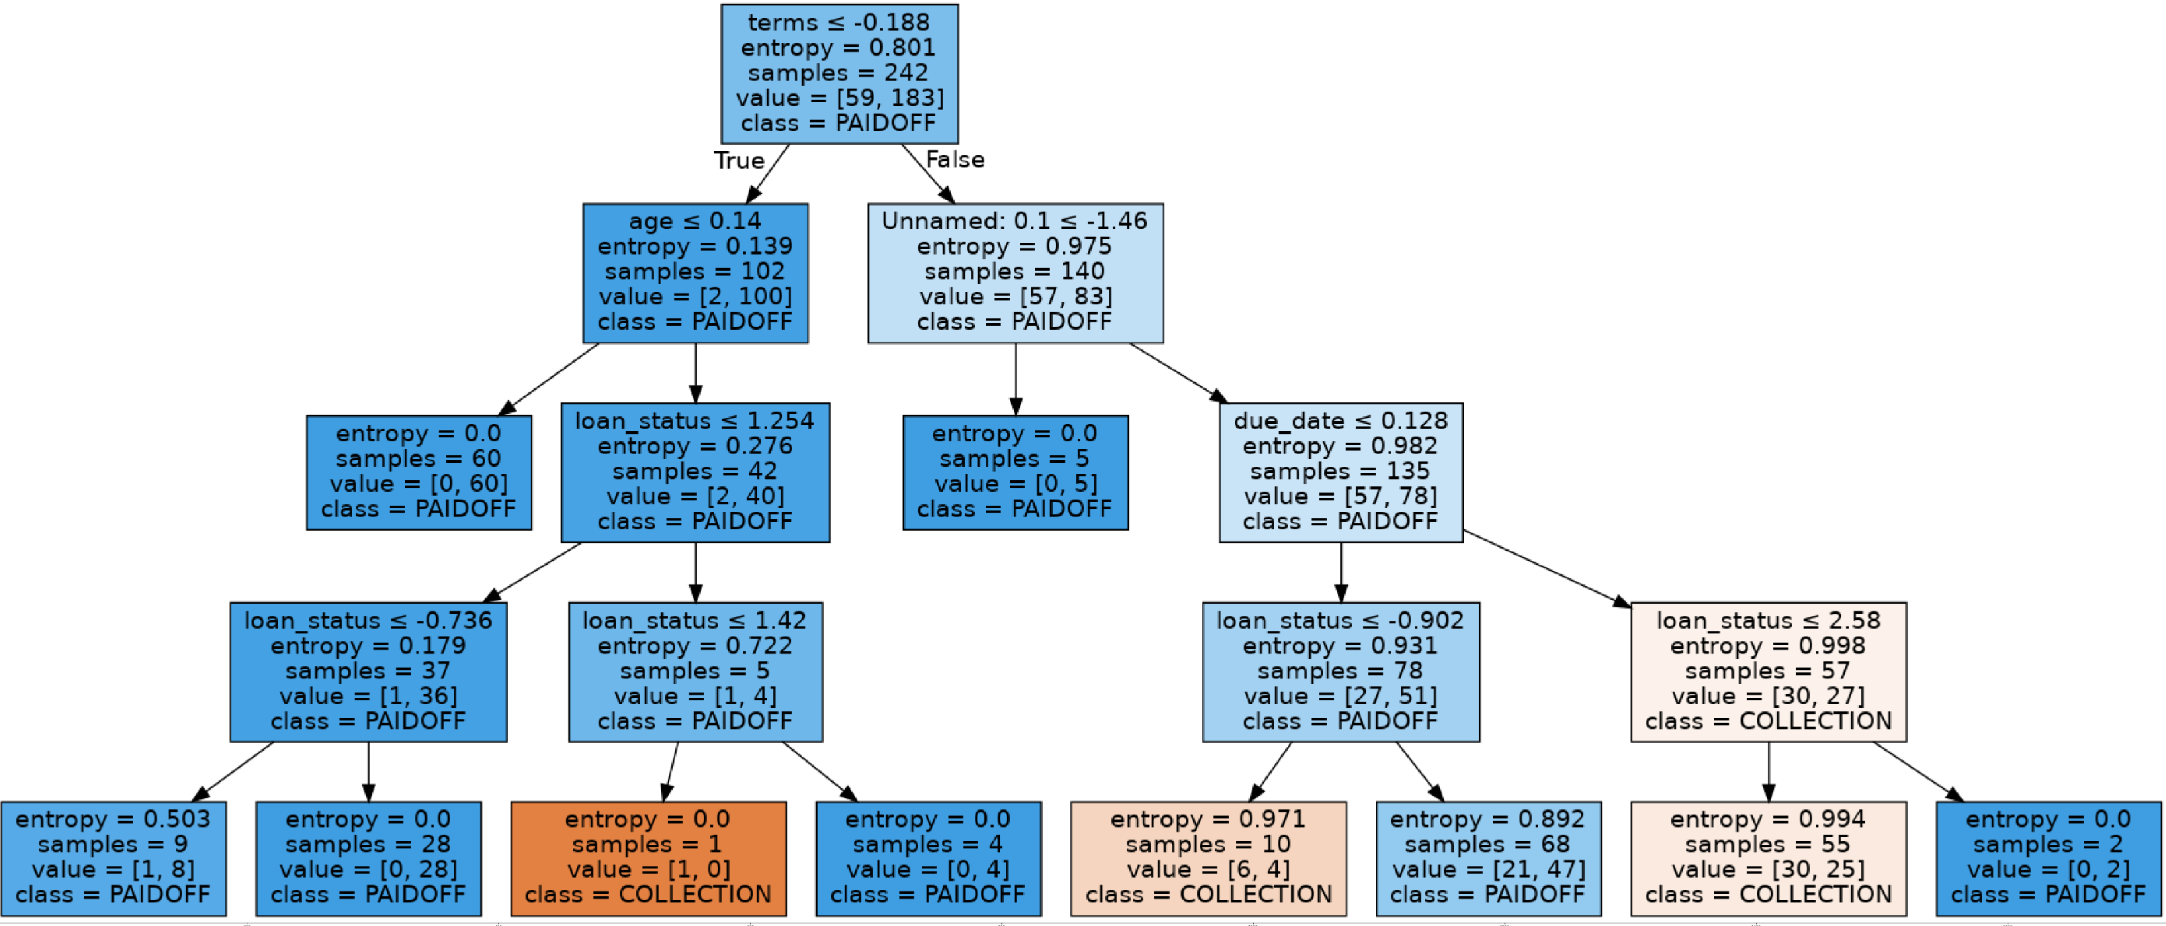 terms ≤ -0.188
entropy = 0.801
samples = 242
value = [59, 183]
class = PAIDOFF
True
False
age ≤ 0.14
entropy = 0.139
samples = 102
value = [2, 100]
class = PAIDOFF
Unnamed: 0.1 ≤ -1.46
entropy = 0.975
samples = 140
value = [57, 83]
class = PAIDOFF
entropy = 0.0
samples = 60
value = [0, 60]
class = PAIDOFF
loan_status ≤ 1.254
entropy = 0.276
samples = 42
value = [2, 40]
class = PAIDOFF
entropy = 0.0
samples = 5
value = [0, 5]
class = PAIDOFF
due_date ≤ 0.128
entropy = 0.982
samples = 135
value = [57, 78]
class = PAIDOFF
loan_status ≤ -0.736
entropy = 0.179
samples = 37
value = [1, 36]
class = PAIDOFF
loan_status ≤ 1.42
entropy = 0.722
samples = 5
value = [1, 4]
class = PAIDOFF
loan_status ≤ -0.902
entropy = 0.931
samples = 78
value = [27, 51]
class = PAIDOFF
loan_status ≤ 2.58
entropy = 0.998
samples = 57
value = [30, 27]
class = COLLECTION
entropy = 0.503
samples = 9
value = [1, 8]
class = PAIDOFF
entropy = 0.0
samples = 28
value = [0, 28]
class = PAIDOFF
entropy = 0.0
samples = 1
value = [1, 0]
class = COLLECTION
entropy = 0.0
samples = 4
value = [0, 4]
class = PAIDOFF
entropy = 0.971
samples = 10
value = [6, 4]
class = COLLECTION
entropy = 0.892
samples = 68
value = [21, 47]
class = PAIDOFF
entropy = 0.994
samples = 55
value = [30, 25]
class = COLLECTION
entropy = 0.0
samples = 2
value = [0, 2]
class = PAIDOFF